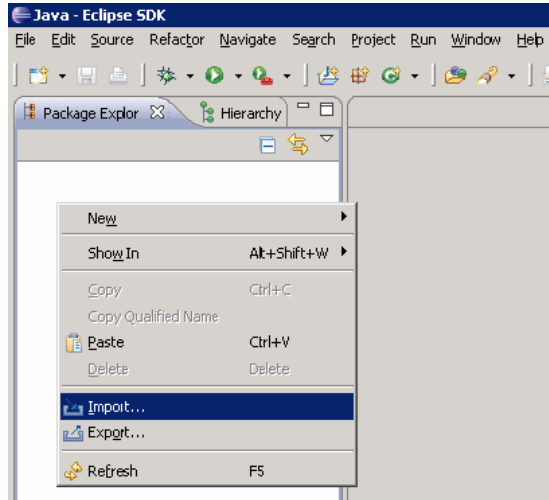 Java - Eclipse SDK
File Edit Source Refactor Navigate Search Project Run Window Help
Package Explor Hierarchy
New
Show In Alt+Shift+W
Copy Ctrl+C
Copy Qualified Name
Paste Ctrl+V
Delete Delete
Import...
Export...
Refresh F5